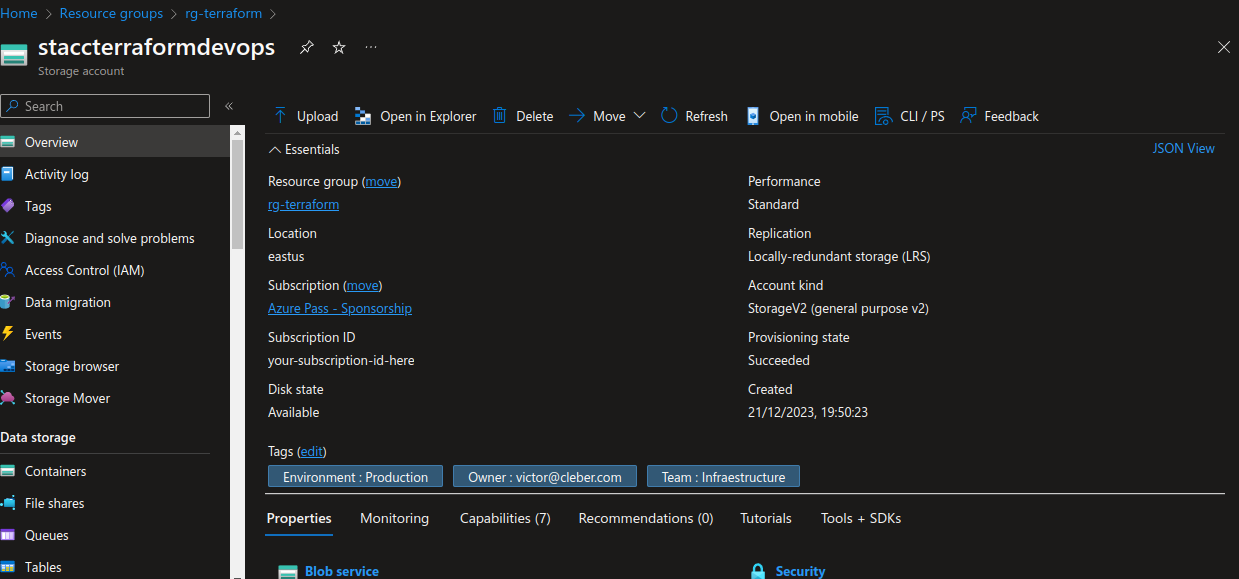 Home > Resource groups > rg-terraform >
staccterraformdevops
Storage account
Search
Upload Open in Explorer Delete Move Refresh Open in mobile CLI / PS Feedback
Overview
Activity log
Tags
Diagnose and solve problems
Access Control (IAM)
Data migration
Events
Storage browser
Storage Mover
Data storage
Containers
File shares
Queues
Tables
Essentials
JSON View
Resource group (move)
rg-terraform
Location
eastus
Subscription (move)
Azure Pass - Sponsorship
Subscription ID
your-subscription-id-here
Disk state
Available
Performance
Standard
Replication
Locally-redundant storage (LRS)
Account kind
StorageV2 (general purpose v2)
Provisioning state
Succeeded
Created
21/12/2023, 19:50:23
Tags (edit)
Environment : Production Owner : victor@cleber.com Team : Infraestructure
Properties Monitoring Capabilities (7) Recommendations (0) Tutorials Tools + SDKs
Blob service
Security